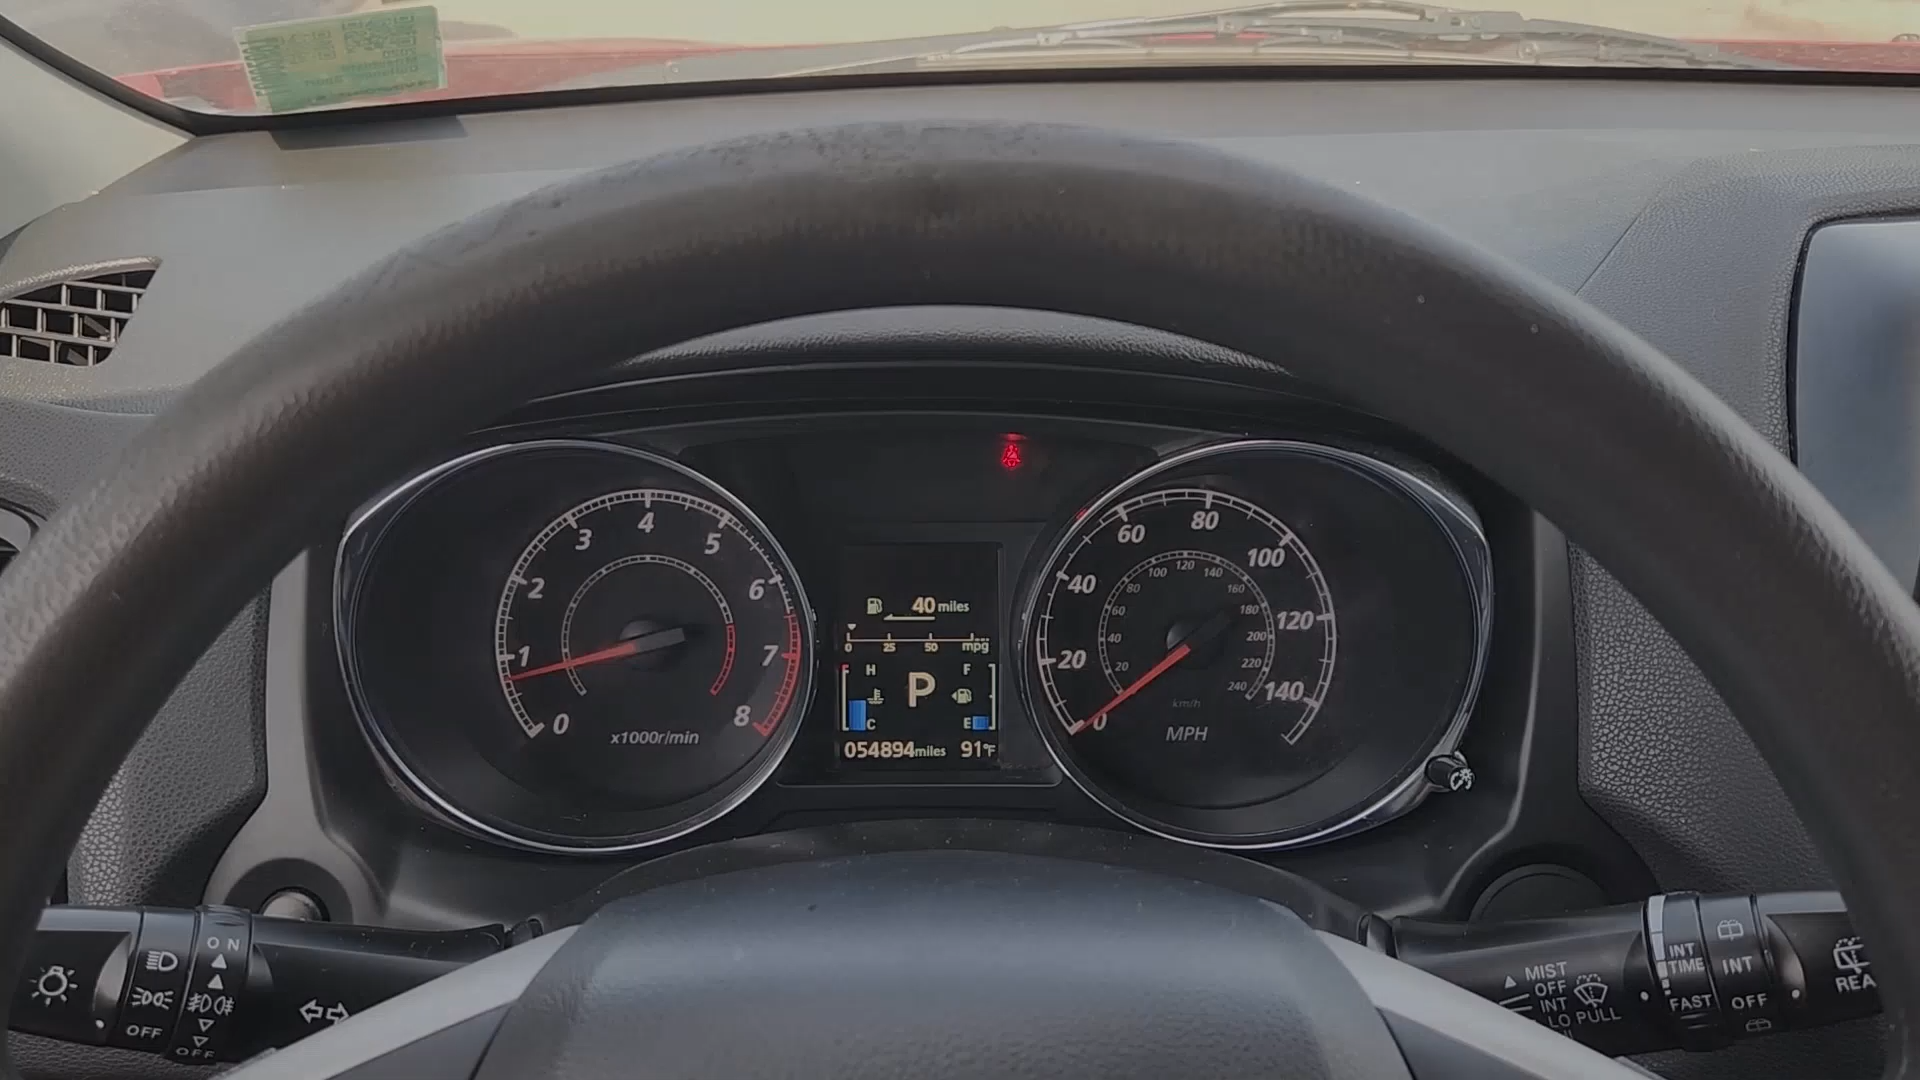 1 2 3 4 5 6 7 8
0
x1000r/min
40 miles
0 25 50 mpg
H F
P
C E
054894miles 91°F
0 20 40 60 80 100 120 140
20 40 60 80 100 120 140 160 180 200 220 240
km/h
MPH
ON
OFF
OFF
MIST
OFF
INT
LO PULL
INT
TIME
FAST
INT
OFF
REA